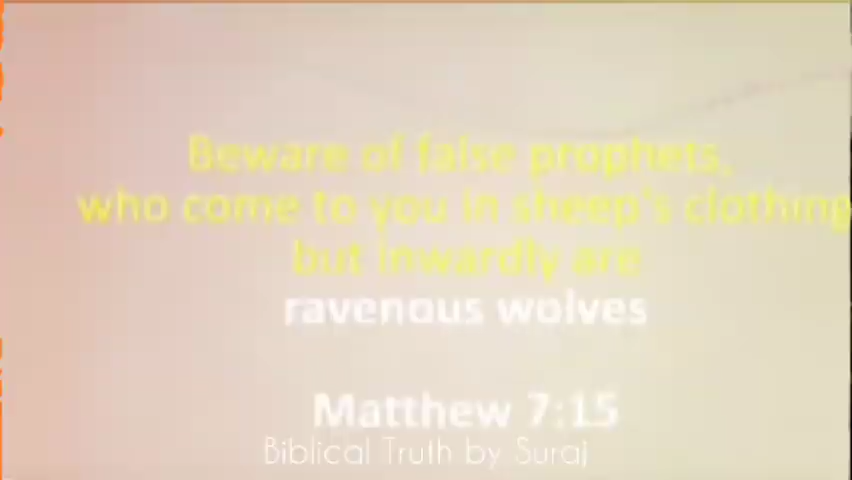 Beware of false prophets,
who come to you in sheep's clothing
but inwardly are
ravenous wolves
Matthew 7:15
Biblical Truth by Suraj